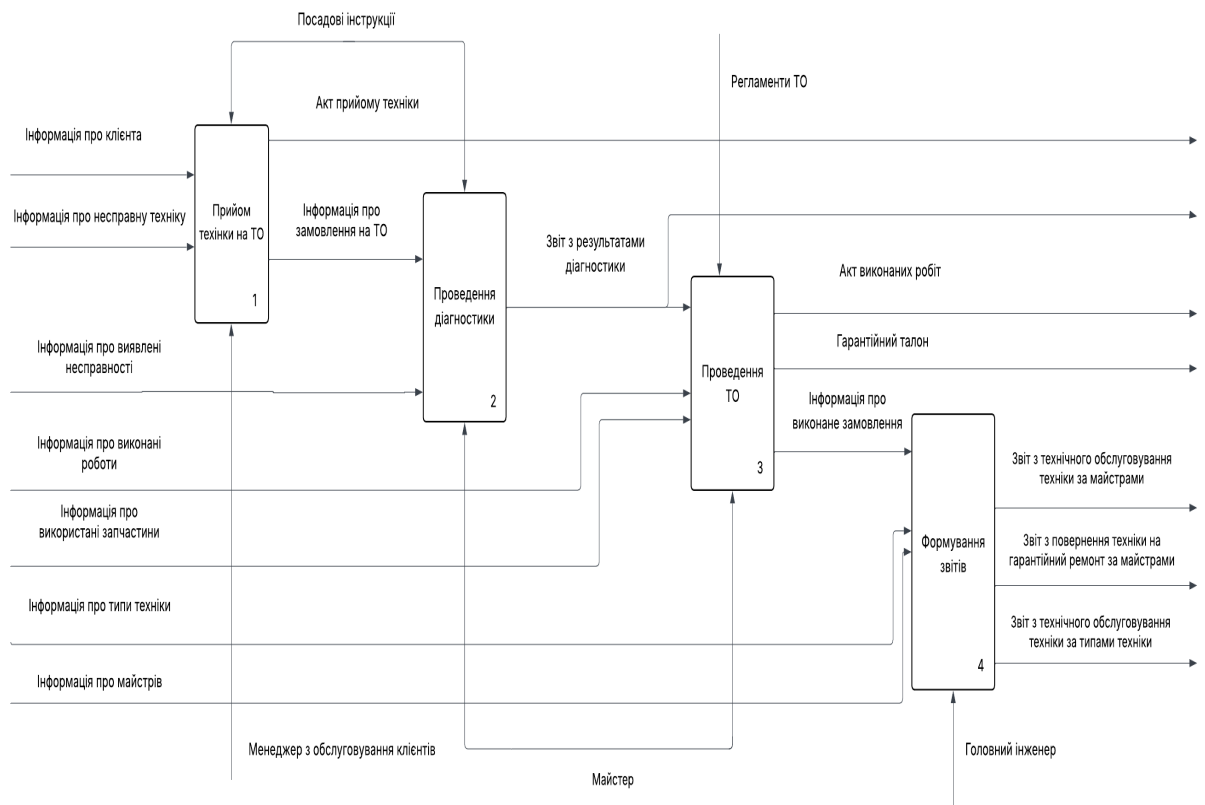 Посадові інструкції
Регламенти ТО
Акт прийому техніки
Інформація про клієнта
Інформація про несправну техніку
Прийом
техінки на ТО
1
Інформація про
замовлення на ТО
Звіт з результатами
діагностики
Проведення
діагностики
2
Акт виконаних робіт
Гарантійний талон
Інформація про виявлені
несправності
Проведення
ТО
3
Інформація про
виконане замовлення
Інформація про виконані
роботи
Інформація про
використані запчастини
Звіт з технічного обслуговування
техніки за майстрами
Формування
звітів
4
Звіт з повернення техніки на
гарантійний ремонт за майстрами
Інформація про типи техніки
Звіт з технічного обслуговування
техніки за типами техніки
Інформація про майстрів
Менеджер з обслуговування клієнтів
Майстер
Головний інженер